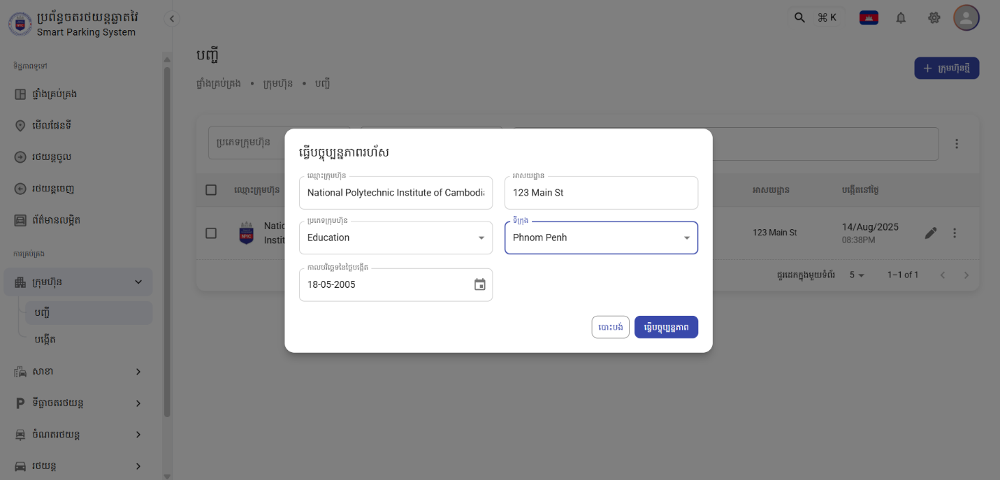 ប្រព័ន្ធចតរថយន្តឆ្លាតវៃ
Smart Parking System
⌘ K
ទិដ្ឋភាពទូទៅ
ផ្ទាំងគ្រប់គ្រង
មើលផែនទី
រថយន្តចូល
រថយន្តចេញ
ព័ត៌មានលម្អិត
ការគ្រប់គ្រង
ក្រុមហ៊ុន
បញ្ជី
បង្កើត
សាខា
ទីធ្លាចតរថយន្ត
ចំណតរថយន្ត
រថយន្ត
បញ្ជី
ផ្ទាំងគ្រប់គ្រង • ក្រុមហ៊ុន • បញ្ជី
+ ក្រុមហ៊ុនថ្មី
ប្រភេទក្រុមហ៊ុន
ឈ្មោះក្រុមហ៊ុន
អាសយដ្ឋាន
បង្កើតនៅថ្ងៃ
NPIC
123 Main St
14/Aug/2025
08:38PM
ជួរដេកក្នុងមួយទំព័រ 5
1–1 of 1
ធ្វើបច្ចុប្បន្នភាពរហ័ស
ឈ្មោះក្រុមហ៊ុន
National Polytechnic Institute of Cambodi
អាសយដ្ឋាន
123 Main St
ប្រភេទក្រុមហ៊ុន
Education
ទីក្រុង
Phnom Penh
កាលបរិច្ឆេទនៃថ្ងៃបង្កើត
18-05-2005
បោះបង់
ធ្វើបច្ចុប្បន្នភាព